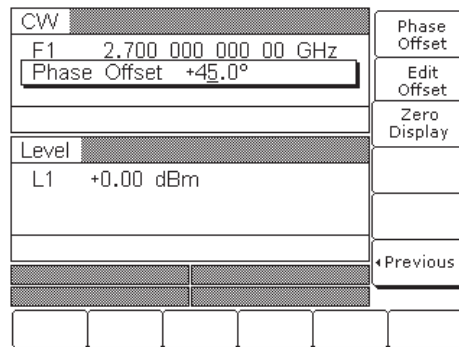 CW
F1 2.700 000 000 00 GHz
Phase Offset +45.0°
Level
L1 +0.00 dBm
Phase
Offset
Edit
Offset
Zero
Display
◂Previous